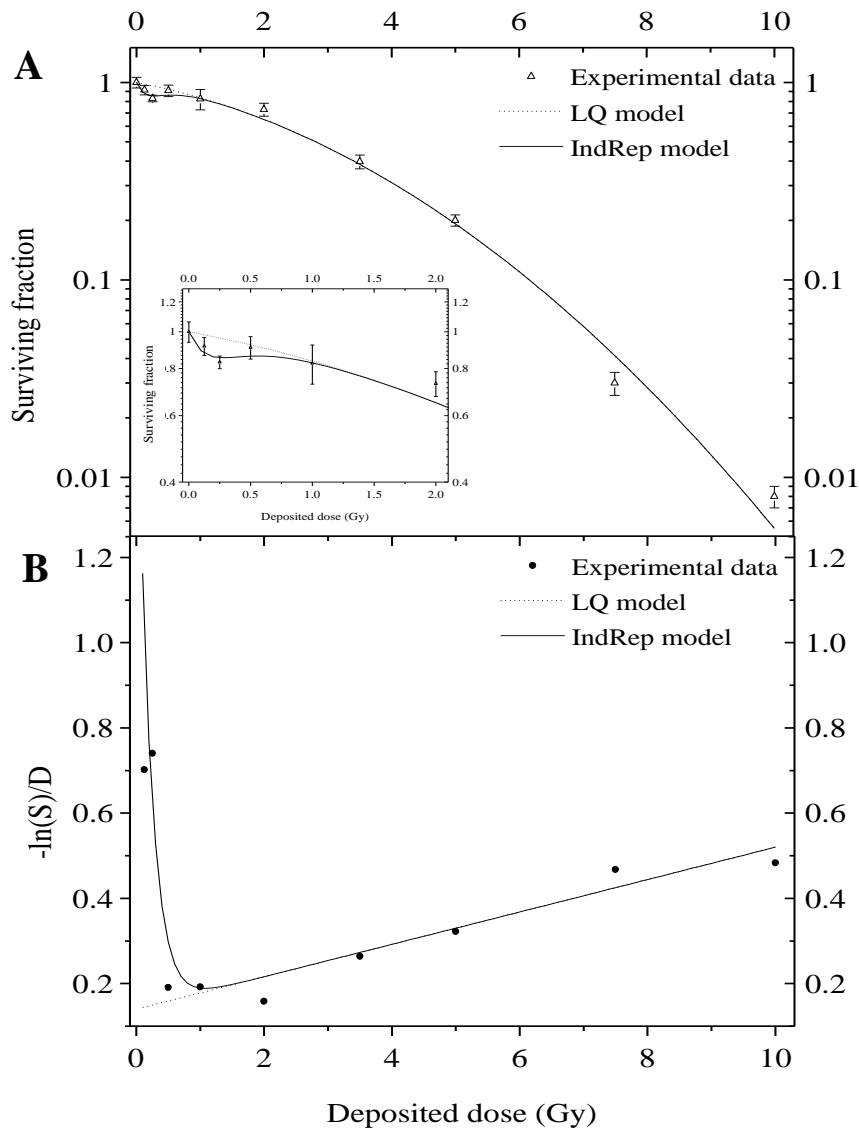 0 2 4 6 8 10
A
Experimental data
LQ model
IndRep model
1 1
0.1 0.1
0.01 0.01
Surviving fraction
0.0 0.5 1.0 1.5 2.0
1.2 1.2
1 1
0.8 0.8
0.6 0.6
0.4 0.4
Surviving fraction
0.0 0.5 1.0 1.5 2.0
Deposited dose (Gy)
B
Experimental data
LQ model
IndRep model
1.2 1.2
1.0 1.0
0.8 0.8
0.6 0.6
0.4 0.4
0.2 0.2
-ln(S)/D
0 2 4 6 8 10
Deposited dose (Gy)